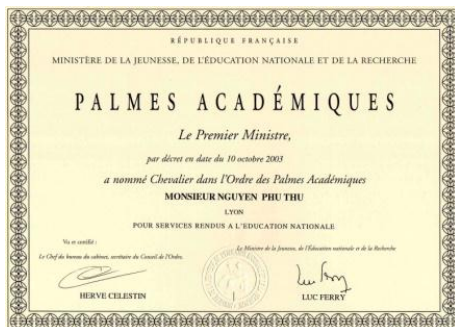 RÉPUBLIQUE FRANÇAISE
MINISTÈRE DE LA JEUNESSE, DE L'ÉDUCATION NATIONALE ET DE LA RECHERCHE
PALMES ACADÉMIQUES
Le Premier Ministre,
par décret en date du 10 octobre 2003
a nommé Chevalier dans l'Ordre des Palmes Académiques
MONSIEUR NGUYEN PHU THU
LYON
POUR SERVICES RENDUS A L'EDUCATION NATIONALE
Vu et certifié :
Le Chef du bureau du cabinet, secrétaire du Conseil de l'Ordre,
Le Ministre de la Jeunesse, de l'Éducation nationale et de la Recherche
HERVE CELESTIN
Luc Ferry
LUC FERRY